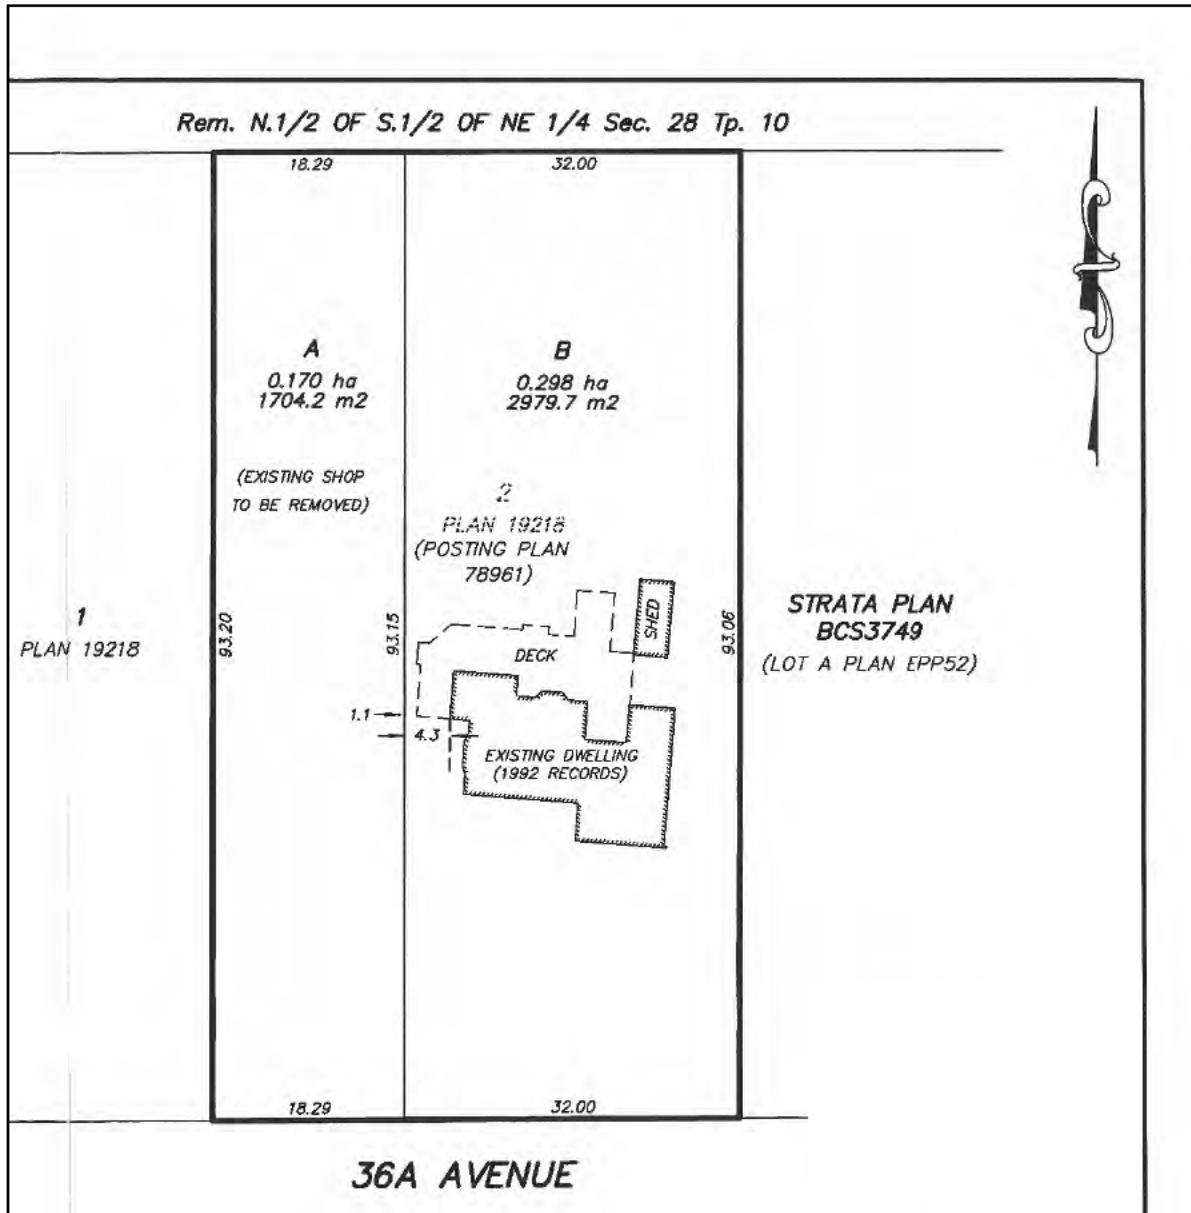 Rem. N.1/2 OF S.1/2 OF NE 1/4 Sec. 28 Tp. 10
18.29
32.00
A
0.170 ha
1704.2 m2
B
0.298 ha
2979.7 m2
(EXISTING SHOP
TO BE REMOVED)
2
PLAN 19218
(POSTING PLAN
78961)
1
PLAN 19218
93.20
93.15
93.06
SHED
DECK
STRATA PLAN
BCS3749
(LOT A PLAN EPP52)
1.1
4.3
EXISTING DWELLING
(1992 RECORDS)
18.29
32.00
36A AVENUE